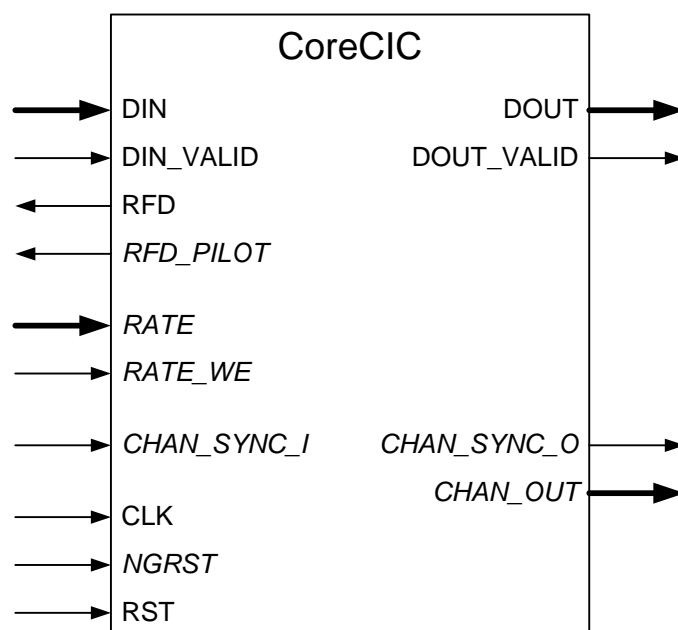 CoreCIC
DIN
DOUT
DIN_VALID
DOUT_VALID
RFD
RFD_PILOT
RATE
RATE_WE
CHAN_SYNC_I
CHAN_SYNC_O
CHAN_OUT
CLK
NGRST
RST